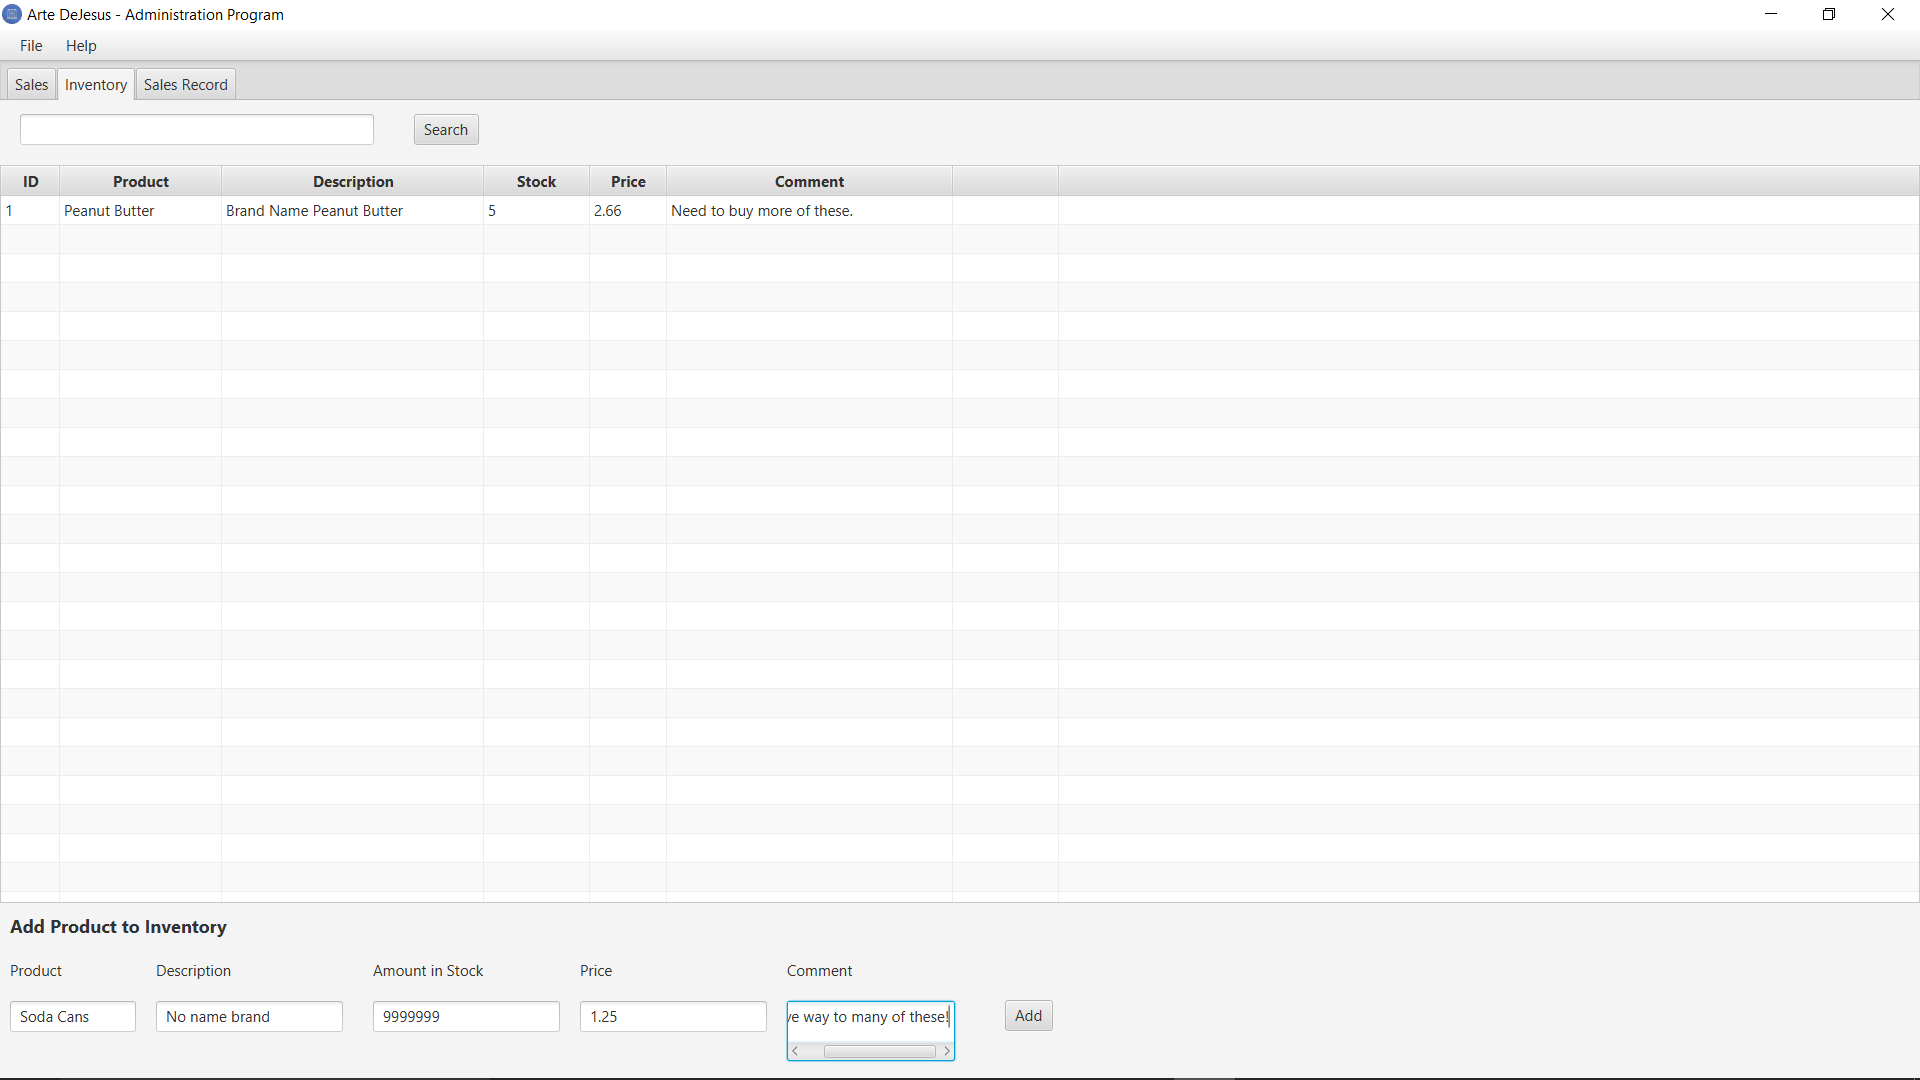 Arte DeJesus - Administration Program
File Help
Sales Inventory Sales Record
Search
ID Product Description Stock Price Comment
1 Peanut Butter Brand Name Peanut Butter 5 2.66 Need to buy more of these.
Add Product to Inventory
Product Description Amount in Stock Price Comment
Soda Cans No name brand 9999999 1.25 way to many of these! Add